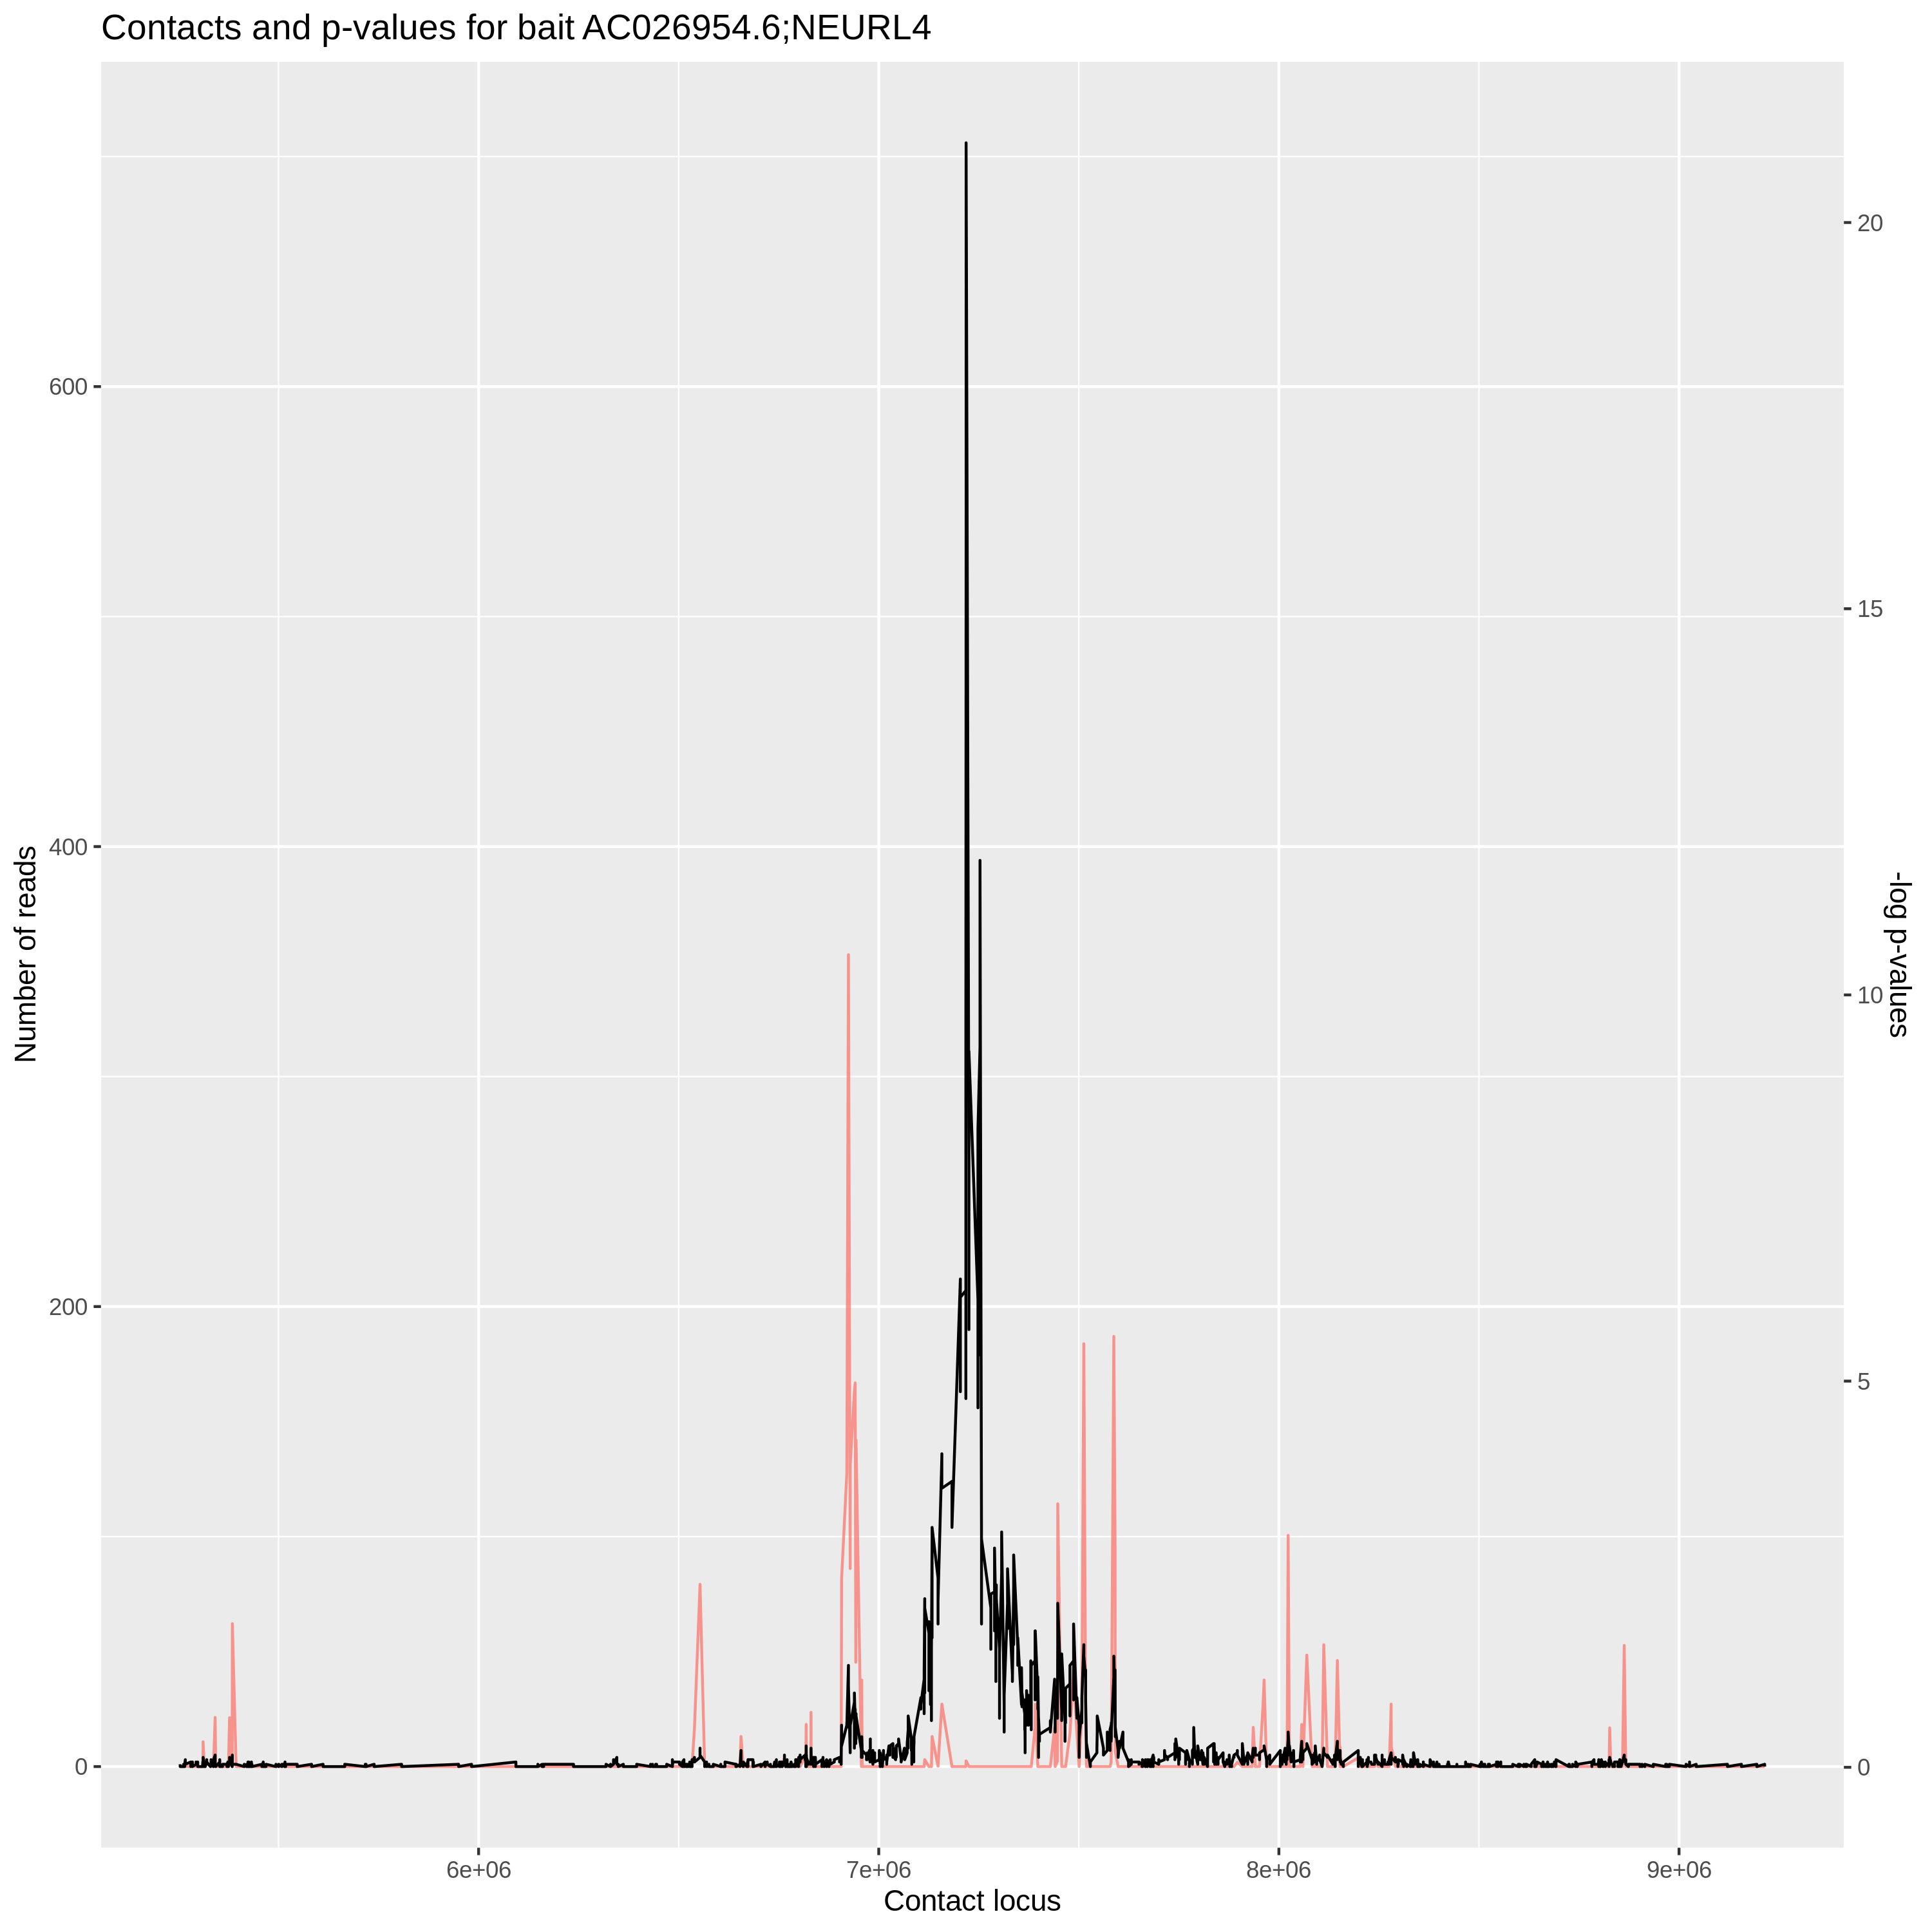 Contacts and p-values for bait AC026954.6;NEURL4
Number of reads
600
400
200
0
20
15
10
5
0
-log p-values
6e+06
7e+06
8e+06
9e+06
Contact locus